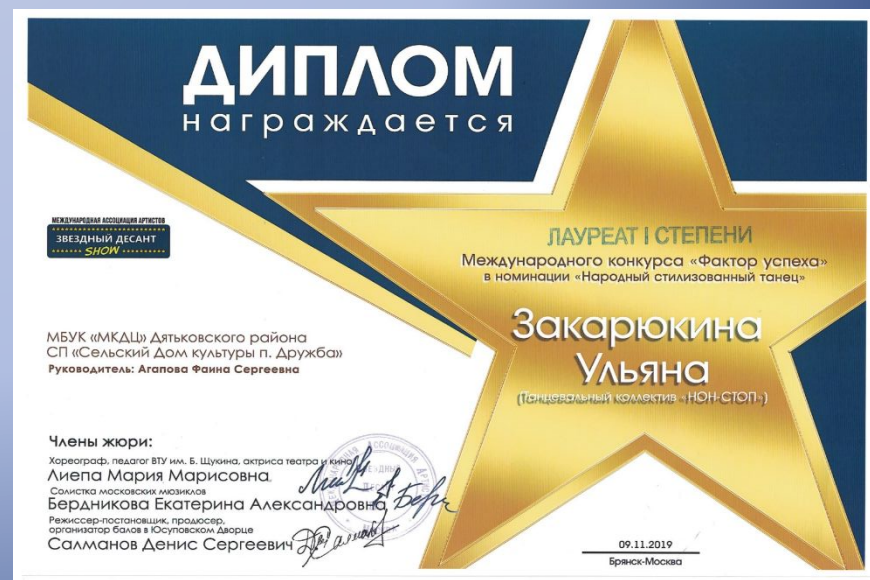 ДИПЛОМ
награждается
МЕЖДУНАРОДНАЯ АССОЦИАЦИЯ АРТИСТОВ
ЗВЕЗДНЫЙ ДЕСАНТ
SHOW
ЛАУРЕАТ I СТЕПЕНИ
Международного конкурса «Фактор успеха»
в номинации «Народный стилизованный танец»
Закарюкина
Ульяна
(Танцевальный коллектив «НОН-СТОП»)
МБУК «МКДЦ» Дятьковского района
СП «Сельский Дом культуры п. Дружба»
Руководитель: Агапова Фаина Сергеевна
Члены жюри:
Хореограф, педагог ВТУ им. Б. Щукина, актриса театра и кино
Лиепа Мария Марисовна
Солистка московских мюзиклов
Бердникова Екатерина Александровна
Режиссер-постановщик, продюсер,
организатор балов в Юсуповском Дворце
Салманов Денис Сергеевич
09.11.2019
Брянск-Москва